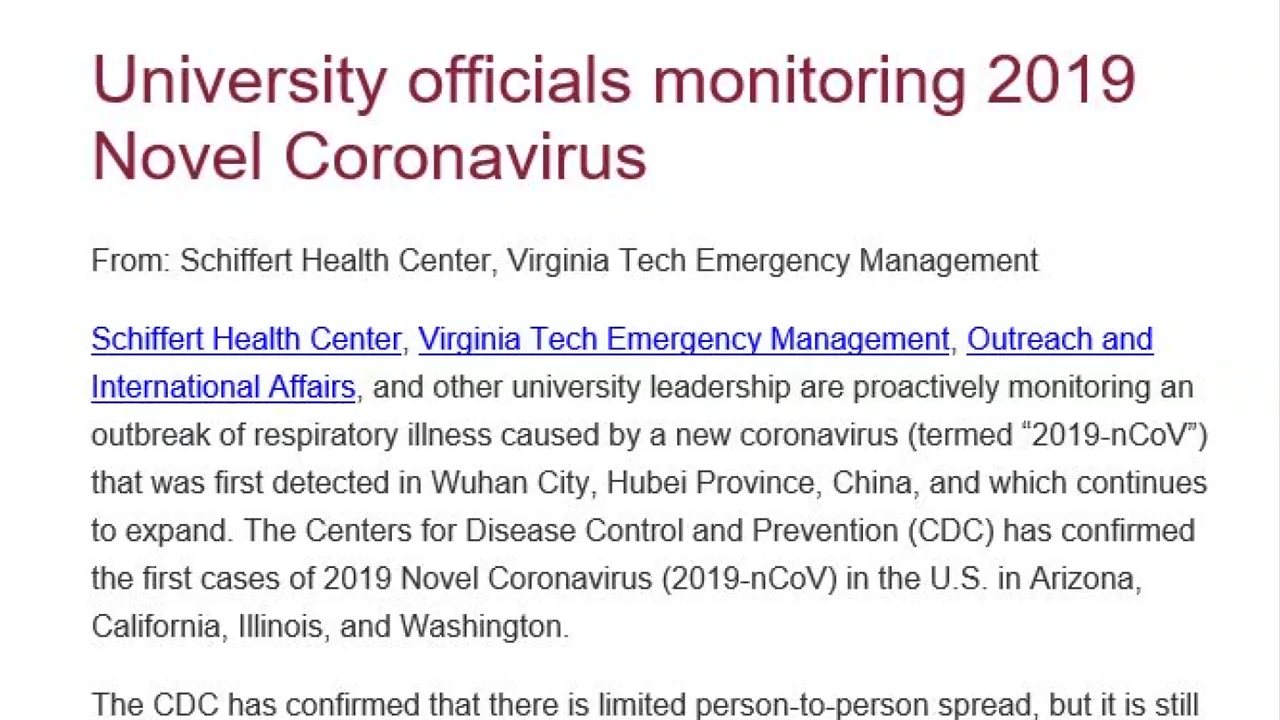 University officials monitoring 2019
Novel Coronavirus
From: Schiffert Health Center, Virginia Tech Emergency Management
Schiffert Health Center, Virginia Tech Emergency Management, Outreach and
International Affairs, and other university leadership are proactively monitoring an
outbreak of respiratory illness caused by a new coronavirus (termed “2019-nCoV”)
that was first detected in Wuhan City, Hubei Province, China, and which continues
to expand. The Centers for Disease Control and Prevention (CDC) has confirmed
the first cases of 2019 Novel Coronavirus (2019-nCoV) in the U.S. in Arizona,
California, Illinois, and Washington.
The CDC has confirmed that there is limited person-to-person spread, but it is still